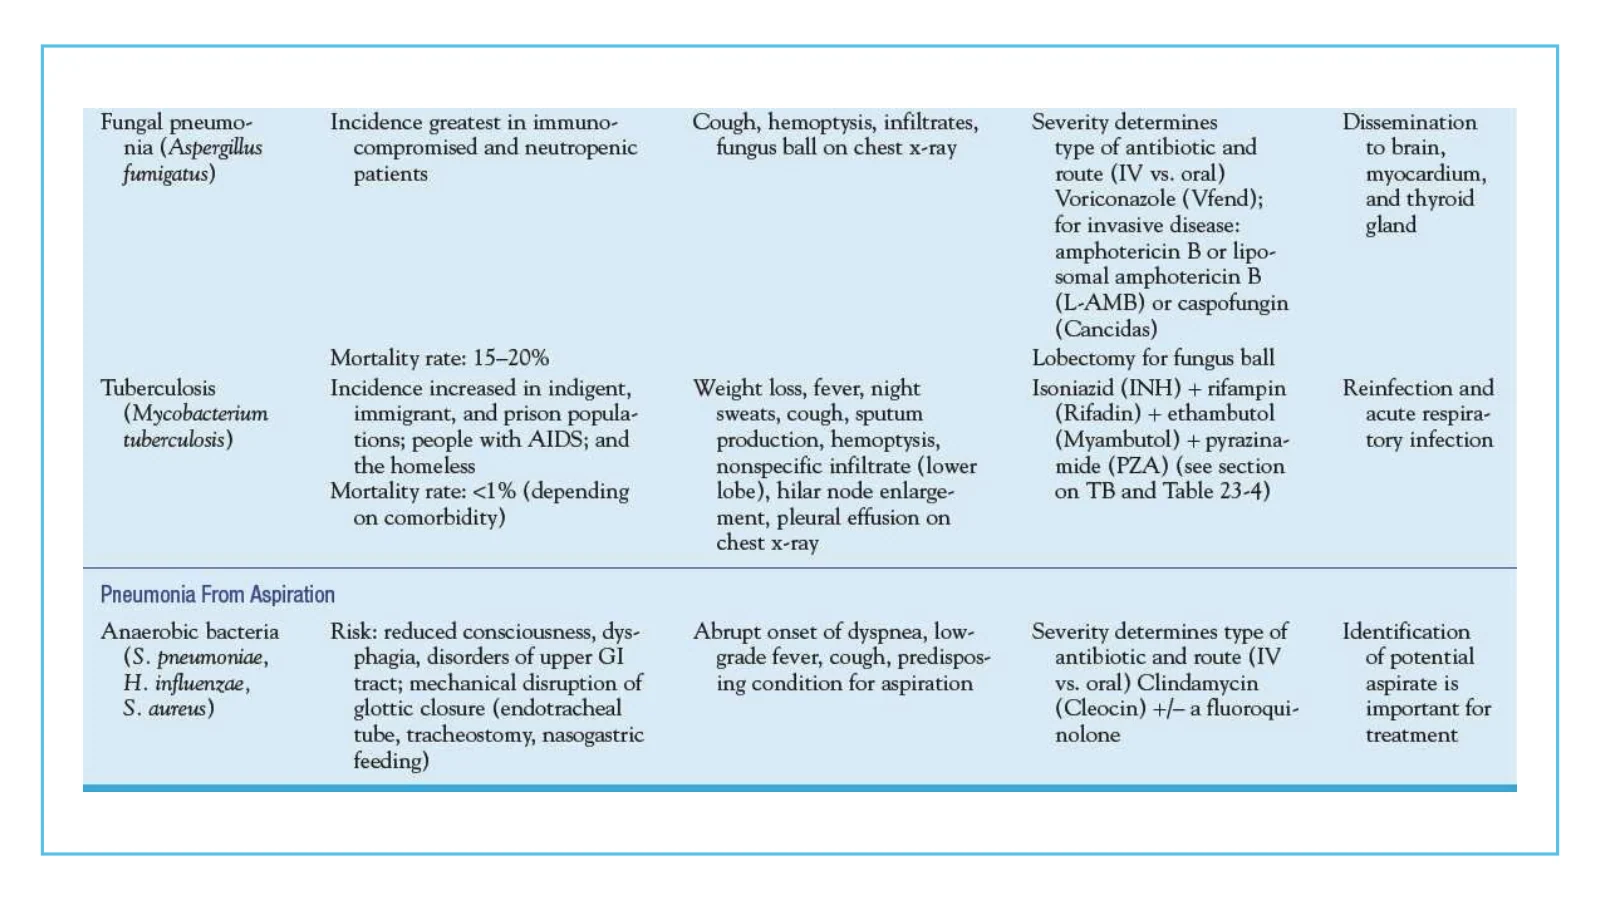 Fungal pneumo-
nia (Aspergillus
fumigatus)
Incidence greatest in immuno-
compromised and neutropenic
patients
Mortality rate: 15–20%
Cough, hemoptysis, infiltrates,
fungus ball on chest x-ray
Severity determines
type of antibiotic and
route (IV vs. oral)
Voriconazole (Vfend);
for invasive disease:
amphotericin B or lipo-
somal amphotericin B
(L-AMB) or caspofungin
(Cancidas)
Lobectomy for fungus ball
Dissemination
to brain,
myocardium,
and thyroid
gland
Tuberculosis
(Mycobacterium
tuberculosis)
Incidence increased in indigent,
immigrant, and prison popula-
tions; people with AIDS; and
the homeless
Mortality rate: <1% (depending
on comorbidity)
Weight loss, fever, night
sweats, cough, sputum
production, hemoptysis,
nonspecific infiltrate (lower
lobe), hilar node enlarge-
ment, pleural effusion on
chest x-ray
Isoniazid (INH) + rifampin
(Rifadin) + ethambutol
(Myambutol) + pyrazina-
mide (PZA) (see section
on TB and Table 23-4)
Reinfection and
acute respira-
tory infection
Pneumonia From Aspiration
Anaerobic bacteria
(S. pneumoniae,
H. influenzae,
S. aureus)
Risk: reduced consciousness, dys-
phagia, disorders of upper GI
tract; mechanical disruption of
glottic closure (endotracheal
tube, tracheostomy, nasogastric
feeding)
Abrupt onset of dyspnea, low-
grade fever, cough, predispos-
ing condition for aspiration
Severity determines type of
antibiotic and route (IV
vs. oral) Clindamycin
(Cleocin) +/– a fluoroqui-
nolone
Identification
of potential
aspirate is
important for
treatment